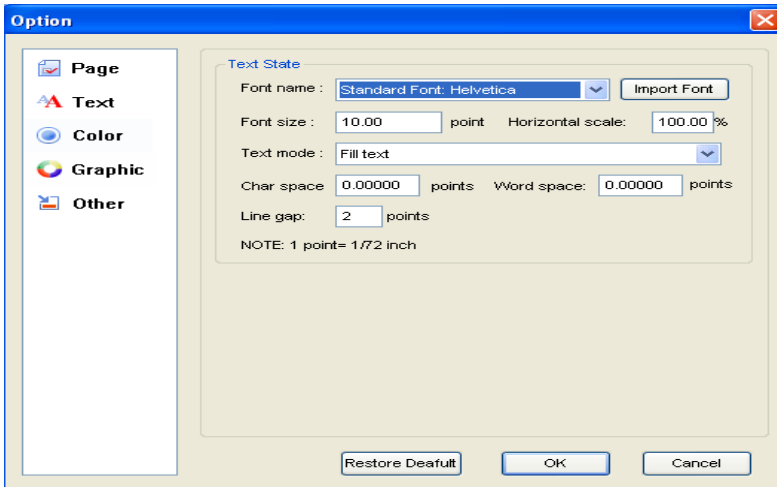 Option
Page
Text
Color
Graphic
Other
Text State
Font name : Standard Font: Helvetica Import Font
Font size : 10.00 point Horizontal scale: 100.00 %
Text mode : Fill text
Char space 0.00000 points Word space: 0.00000 points
Line gap: 2 points
NOTE: 1 point= 1/72 inch
Restore Deafult OK Cancel